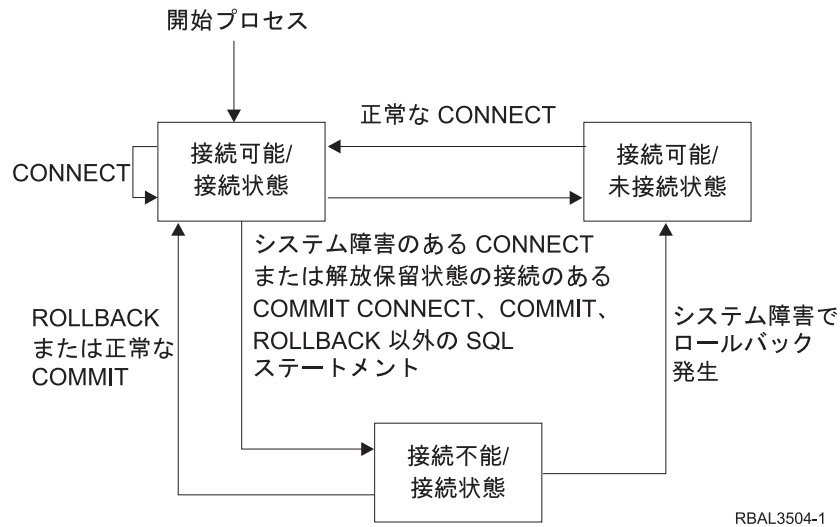 開始プロセス
正常な CONNECT
CONNECT
接続可能/
接続状態
接続可能/
未接続状態
システム障害のある CONNECT
または解放保留状態の接続のある
COMMIT CONNECT、COMMIT、
ROLLBACK 以外の SQL
ステートメント
ROLLBACK
または正常な
COMMIT
システム障害で
ロールバック
発生
接続不能/
接続状態
RBAL3504-1